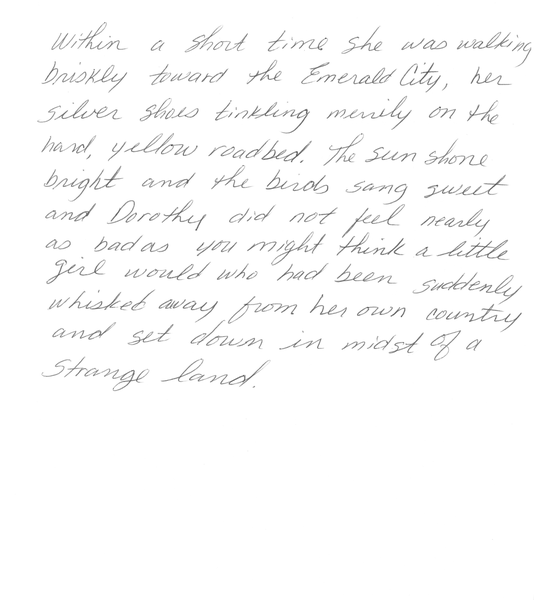 Within a short time she was walking
briskly toward the Emerald City, her
silver shoes tinkling merrily on the
hard, yellow roadbed. The sun shone
bright and the birds sang sweet
and Dorothy did not feel nearly
as bad as you might think a little
girl would who had been suddenly
whisked away from her own country
and set down in midst of a
strange land.